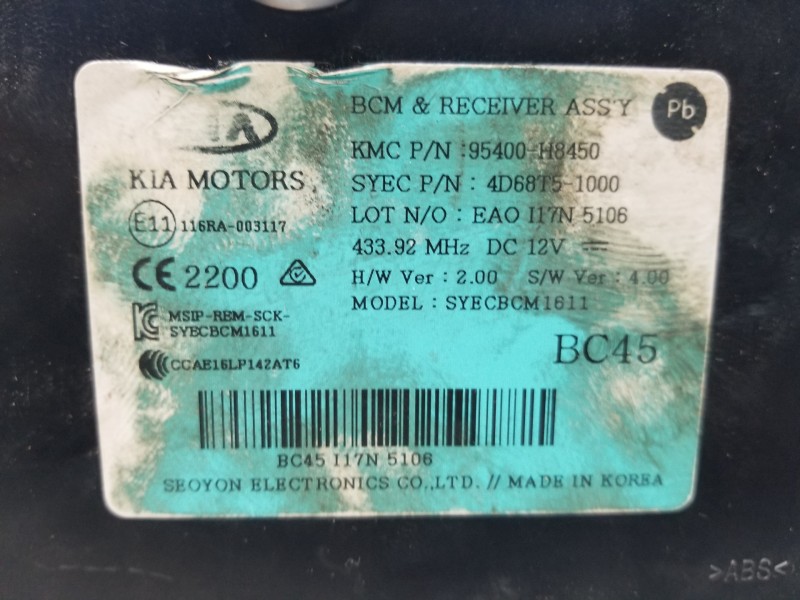 BCM & RECEIVER ASS'Y
Pb
KMC P/N :95400-H8450
KIA MOTORS
SYEC P/N : 4D68T5-1000
E11 116RA-003117
LOT N/O : EAO I17N 5106
433.92 MHz DC 12V
CE 2200
H/W Ver : 2.00 S/W Ver : 4.00
MSIP-REM-SCK-
SYECBCM1611
MODEL : SYECBCM1611
CCAE16LP142AT6
BC45
BC45 I17N 5106
SEOYON ELECTRONICS CO.,LTD. // MADE IN KOREA
>ABS<